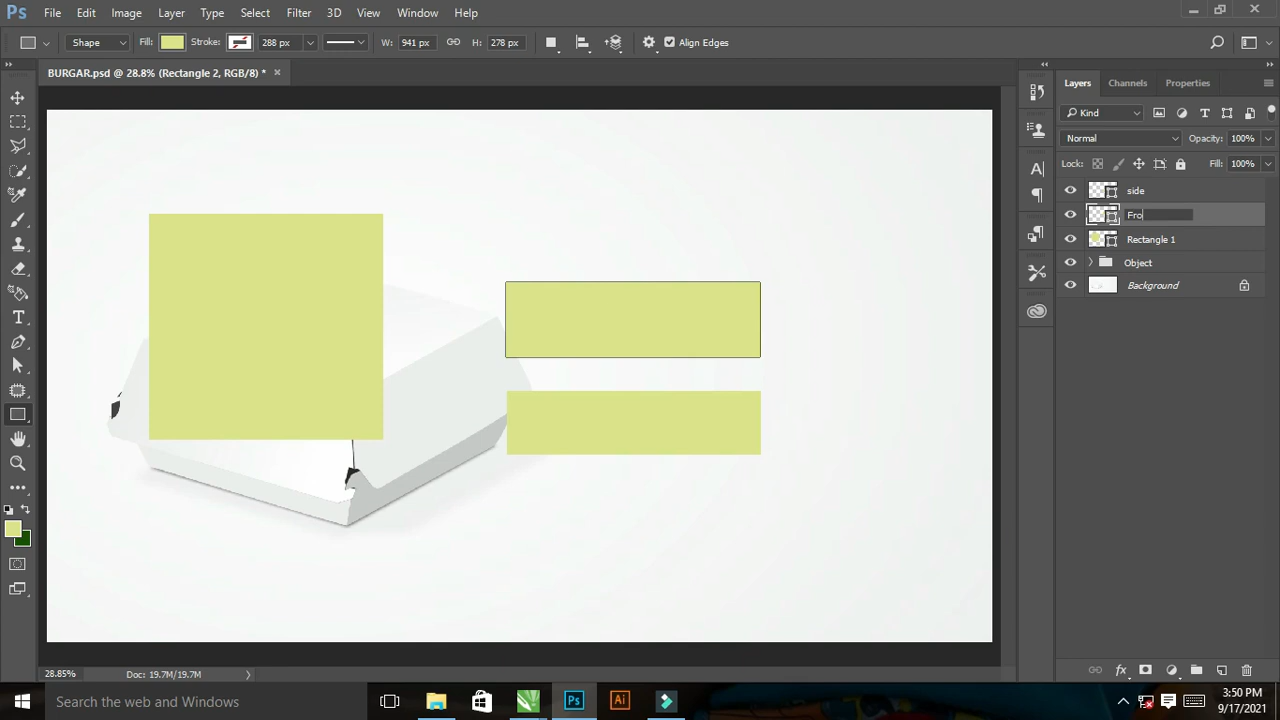 Ps File Edit Image Layer Type Select Filter 3D View Window Help
Shape Fill: Stroke: 288 px W: 941 px H: 278 px Align Edges
BURGAR.psd @ 28.8% (Rectangle 2, RGB/8) * ×
Layers Channels Properties
Kind
Normal Opacity: 100%
Lock: Fill: 100%
side
Fro
Rectangle 1
Object
Background
28.85% Doc: 19.7M/19.7M
Search the web and Windows
Ps Ai
3:50 PM
9/17/2021